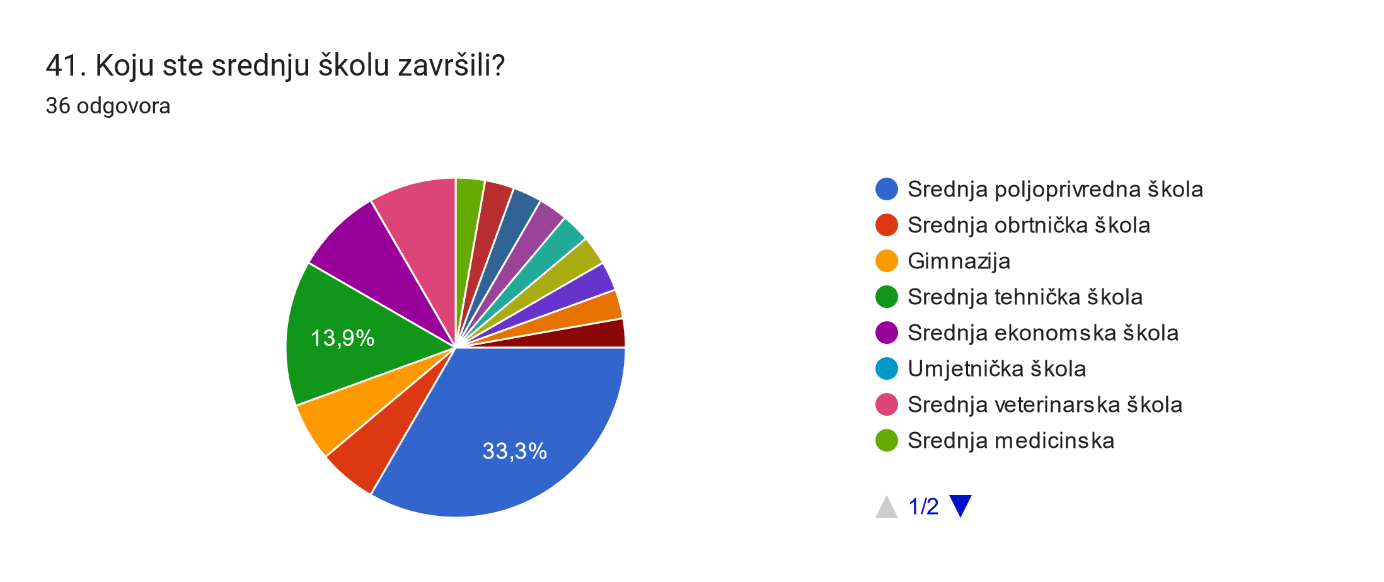 41. Koju ste srednju školu završili?
36 odgovora
13,9%
33,3%
Srednja poljoprivredna škola
Srednja obrtnička škola
Gimnazija
Srednja tehnička škola
Srednja ekonomska škola
Umjetnička škola
Srednja veterinarska škola
Srednja medicinska
1/2